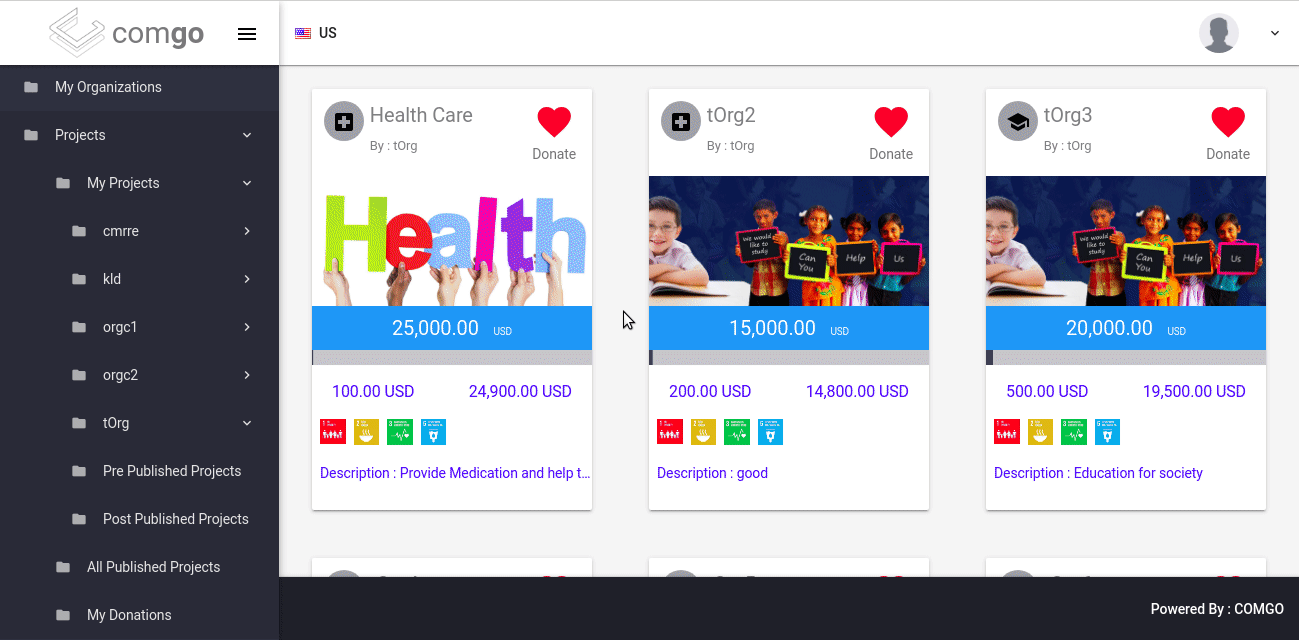 comgo
US
My Organizations
Projects
My Projects
cmrre
kld
orgc1
orgc2
tOrg
Pre Published Projects
Post Published Projects
All Published Projects
My Donations
Health Care
By : tOrg
Donate
Health
25,000.00 USD
100.00 USD 24,900.00 USD
Description : Provide Medication and help t...
tOrg2
By : tOrg
Donate
We would
like to
study
Can
You
Help
Us
15,000.00 USD
200.00 USD 14,800.00 USD
Description : good
tOrg3
By : tOrg
Donate
We would
like to
study
Can
You
Help
Us
20,000.00 USD
500.00 USD 19,500.00 USD
Description : Education for society
Powered By : COMGO